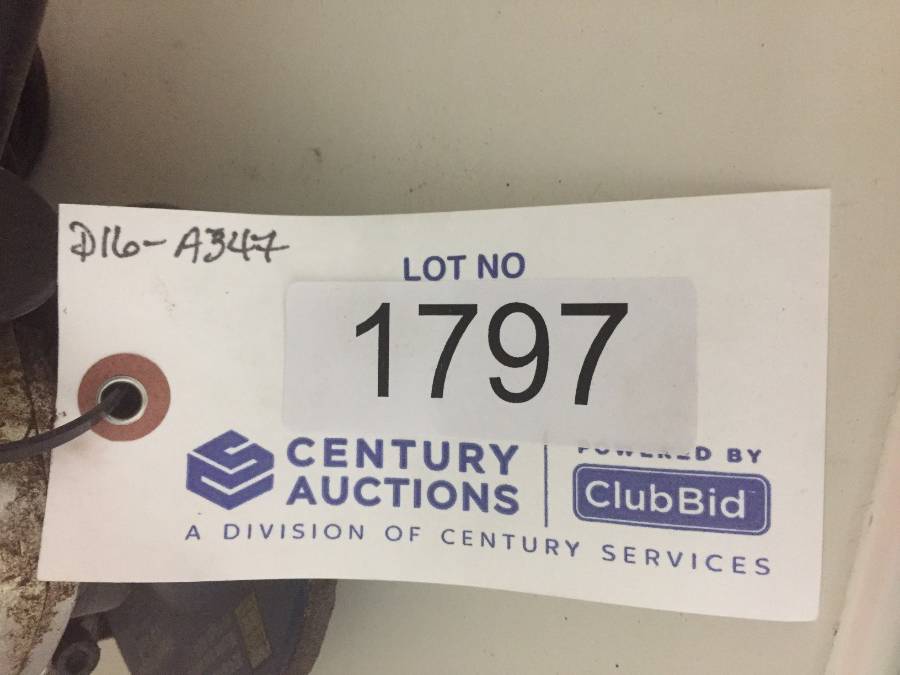 D16-A347
LOT NO
1797
CENTURY
AUCTIONS
POWERED BY
ClubBid
A DIVISION OF CENTURY SERVICES